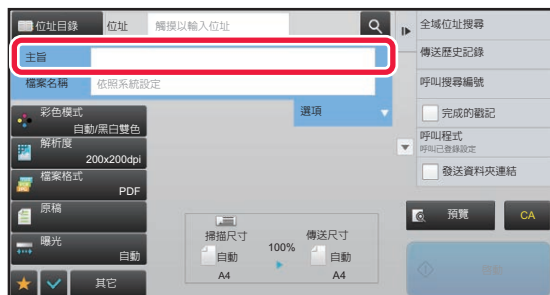 位址目錄
位址
觸摸以輸入位址
主旨
檔案名稱
依照系統設定
選項
彩色模式
自動/黑白雙色
解析度
200x200dpi
檔案格式
PDF
原稿
曝光
自動
其它
掃描尺寸
自動
A4
100%
傳送尺寸
自動
A4
全域位址搜尋
傳送歷史記錄
呼叫搜尋編號
完成的戳記
呼叫程式
呼叫已登錄設定
發送資料夾連結
預覽
CA